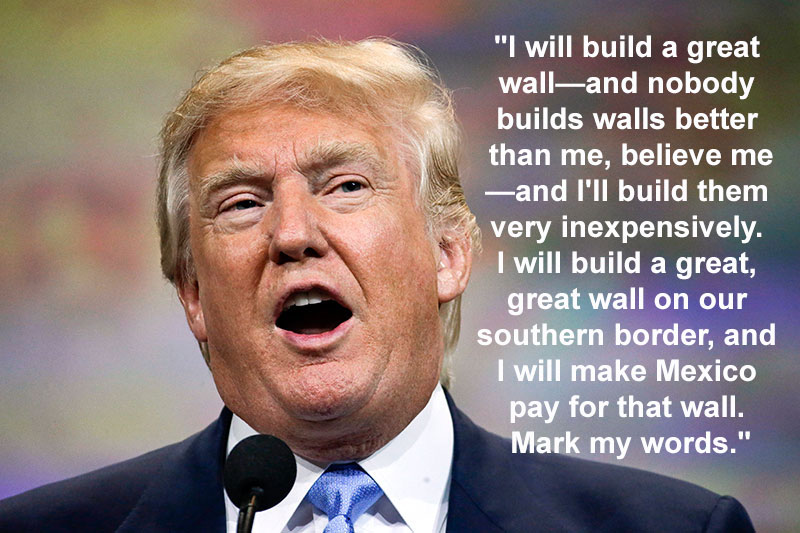 "I will build a great
wall—and nobody
builds walls better
than me, believe me
—and I'll build them
very inexpensively.
I will build a great,
great wall on our
southern border, and
I will make Mexico
pay for that wall.
Mark my words."